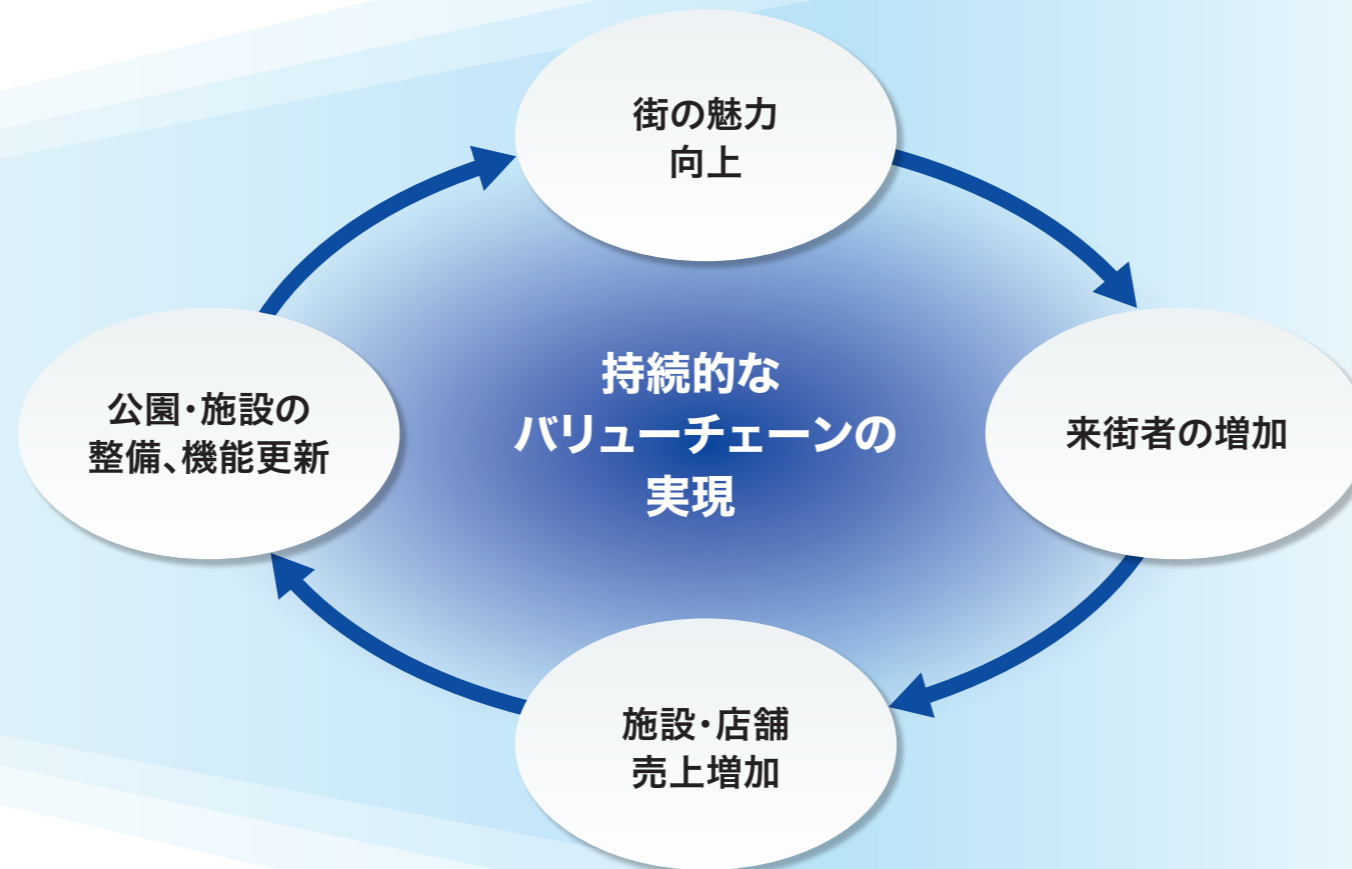 街の魅力
向上
公園・施設の
整備、機能更新
持続的な
バリューチェーンの
実現
来街者の増加
施設・店舗
売上増加